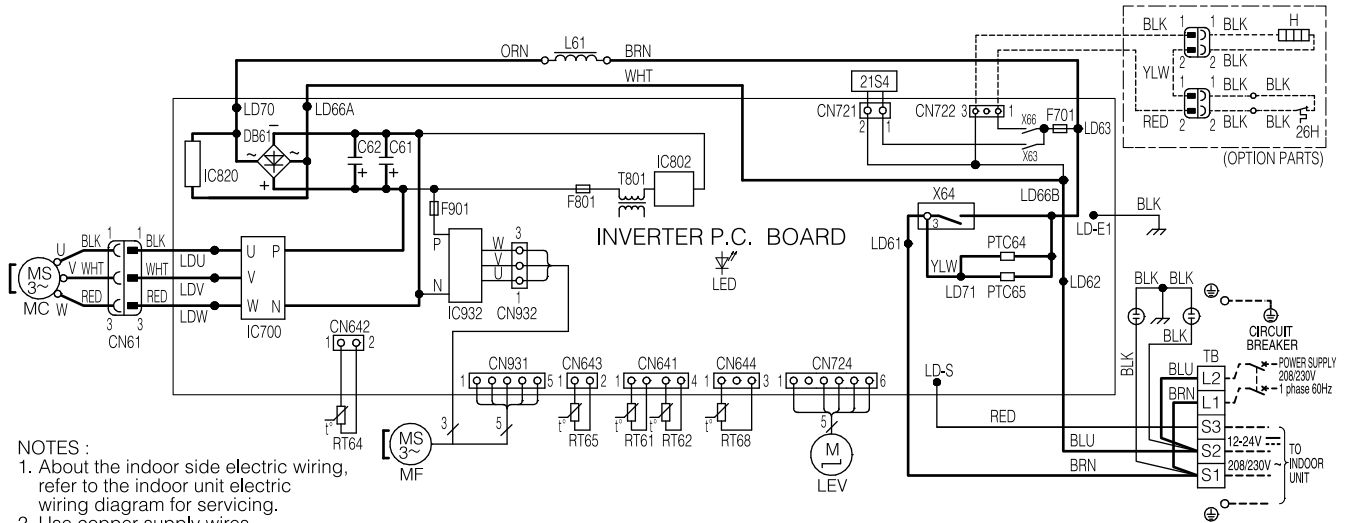 ORN L61 BRN
WHT
BLK 1 1 BLK H
2 2 BLK
YLW
1 1 BLK BLK
RED 2 2 BLK BLK 26H
(OPTION PARTS)
21S4
CN721 2 1
CN722 3 1
X66 F701 LD63
X63
LD70 LD66A
DB61 − ~ ~ +
IC820
C62 C61
+ +
IC802
T801
F801
F901
INVERTER P.C. BOARD
LED
X64
3
LD66B
BLK
LD-E1
LD61
YLW
PTC64
LD71 PTC65
LD62
U BLK 1 1 BLK LDU U P
MS 3~ V WHT WHT LDV V
MC W RED 3 3 RED LDW W N
CN61
IC700
P
N
IC932
W 3
V
U 1
CN932
CN642
1 2
t°
RT64
CN931
1 5
3 5
MS 3~
MF
CN643
1 2
t°
RT65
CN641
1 4
t° t°
RT61 RT62
CN644
1 3
t°
RT68
CN724
1 6
5
M
LEV
LD-S
RED
BLU
BRN
BLK BLK
BLK
BLK
BLU
BRN
TB
L2
L1
S3
S2
S1
CIRCUIT
BREAKER
POWER SUPPLY
208/230V
1 phase 60Hz
12-24V
208/230V ~
TO
INDOOR
UNIT
NOTES :
1. About the indoor side electric wiring,
refer to the indoor unit electric
wiring diagram for servicing.
2. Use copper supply wires.